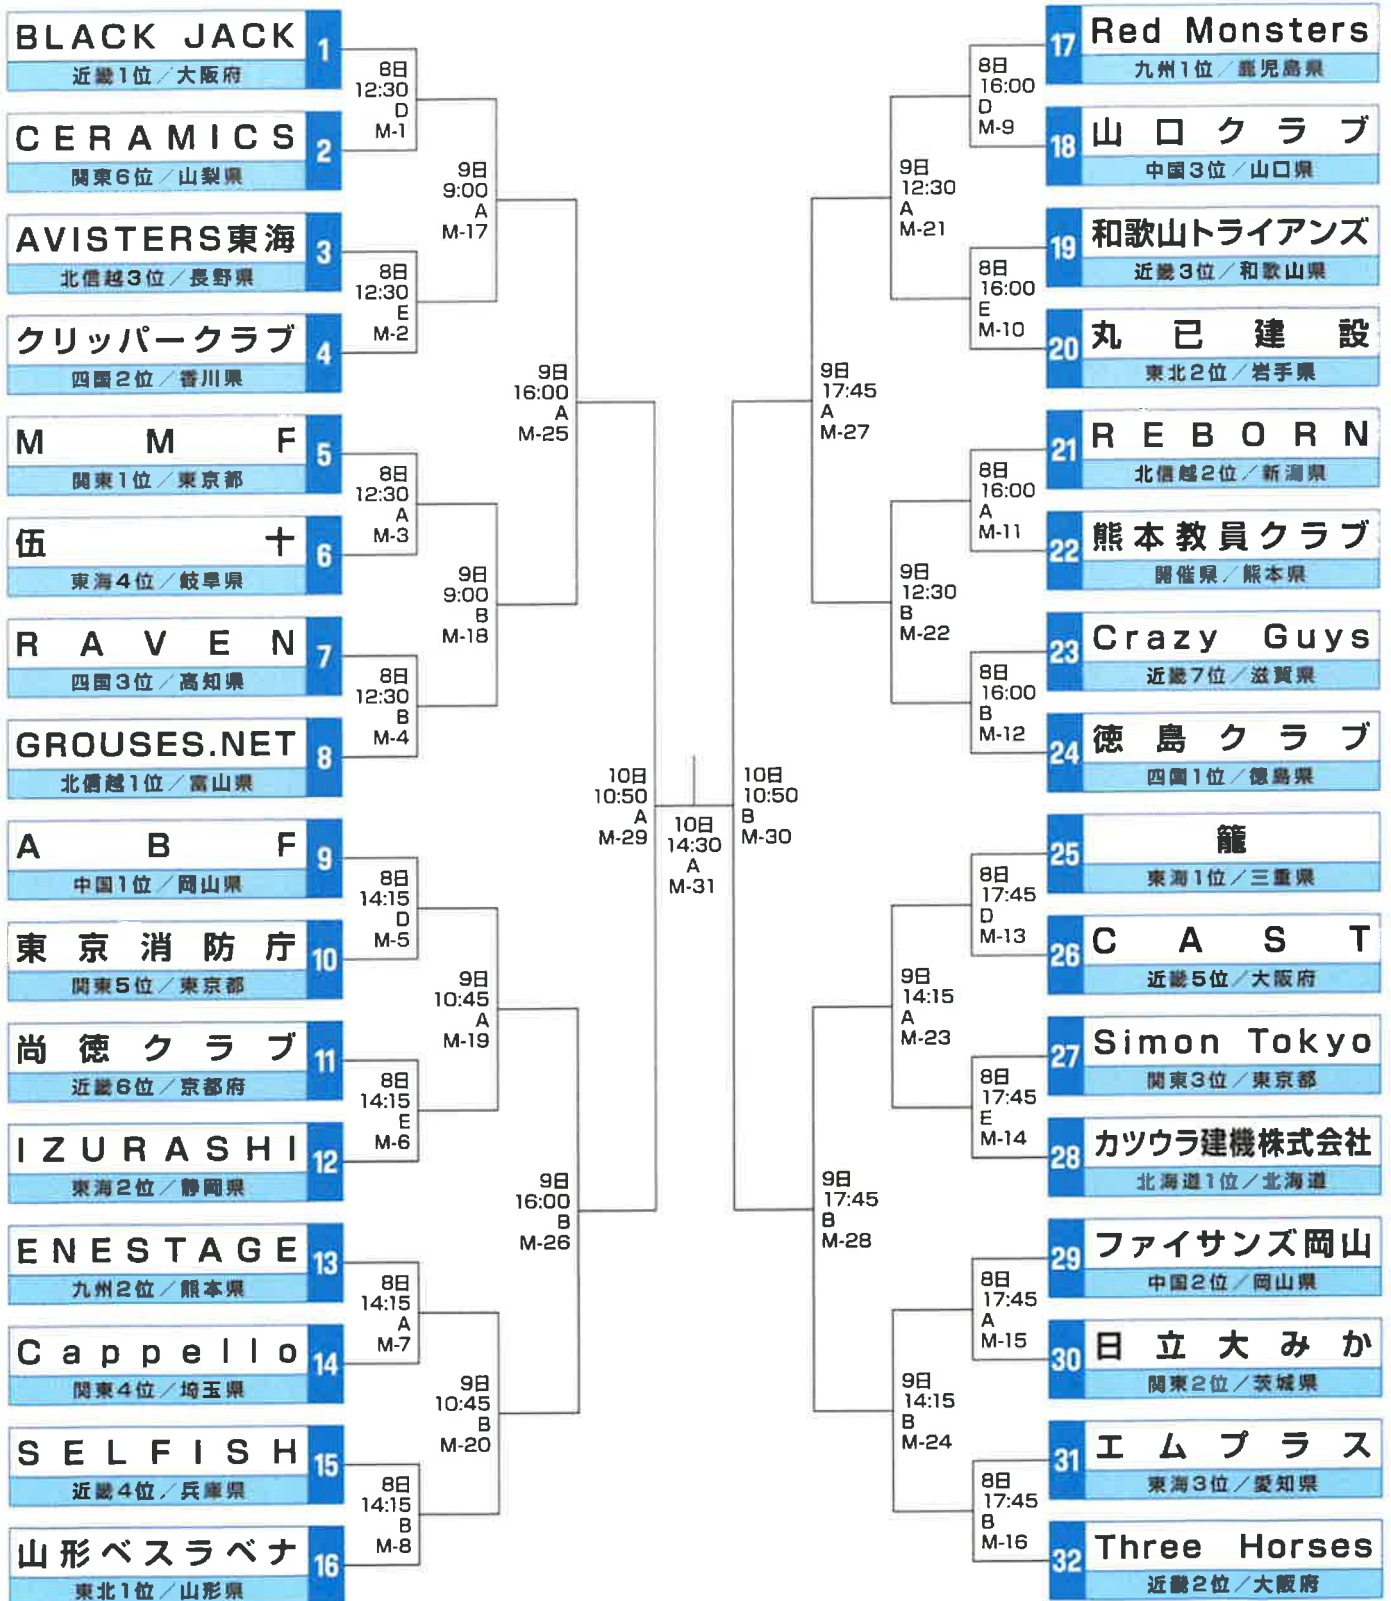 BLACK JACK
1
近畿1位／大阪府
8日
12:30
D
M-1
CERAMICS
2
関東6位／山梨県
9日
9:00
A
M-17
AVISTERS東海
3
北信越3位／長野県
8日
12:30
E
M-2
クリッパークラブ
4
四国2位／香川県
9日
16:00
A
M-25
MMF
5
関東1位／東京都
8日
12:30
A
M-3
伍十
6
東海4位／岐阜県
9日
9:00
B
M-18
RAVEN
7
四国3位／高知県
8日
12:30
B
M-4
GROUSES.NET
8
北信越1位／富山県
10日
10:50
A
M-29
ABF
9
中国1位／岡山県
8日
14:15
D
M-5
東京消防庁
10
関東5位／東京都
9日
10:45
A
M-19
尚徳クラブ
11
近畿6位／京都府
8日
14:15
E
M-6
IZURASHI
12
東海2位／静岡県
9日
16:00
B
M-26
ENESTAGE
13
九州2位／熊本県
8日
14:15
A
M-7
Cappello
14
関東4位／埼玉県
9日
10:45
B
M-20
SELFISH
15
近畿4位／兵庫県
8日
14:15
B
M-8
山形ベスラベナ
16
東北1位／山形県
10日
14:30
A
M-31
17
Red Monsters
九州1位／鹿児島県
8日
16:00
D
M-9
18
山口クラブ
中国3位／山口県
9日
12:30
A
M-21
19
和歌山トライアンズ
近畿3位／和歌山県
8日
16:00
E
M-10
20
丸已建設
東北2位／岩手県
9日
17:45
A
M-27
21
REBORN
北信越2位／新潟県
8日
16:00
A
M-11
22
熊本教員クラブ
開催県／熊本県
9日
12:30
B
M-22
23
Crazy Guys
近畿7位／滋賀県
8日
16:00
B
M-12
24
徳島クラブ
四国1位／徳島県
10日
10:50
B
M-30
25
籠
東海1位／三重県
8日
17:45
D
M-13
26
CAST
近畿5位／大阪府
9日
14:15
A
M-23
27
Simon Tokyo
関東3位／東京都
8日
17:45
E
M-14
28
カツウラ建機株式会社
北海道1位／北海道
9日
17:45
B
M-28
29
ファイサンズ岡山
中国2位／岡山県
8日
17:45
A
M-15
30
日立大みか
関東2位／茨城県
9日
14:15
B
M-24
31
エムプラス
東海3位／愛知県
8日
17:45
B
M-16
32
Three Horses
近畿2位／大阪府